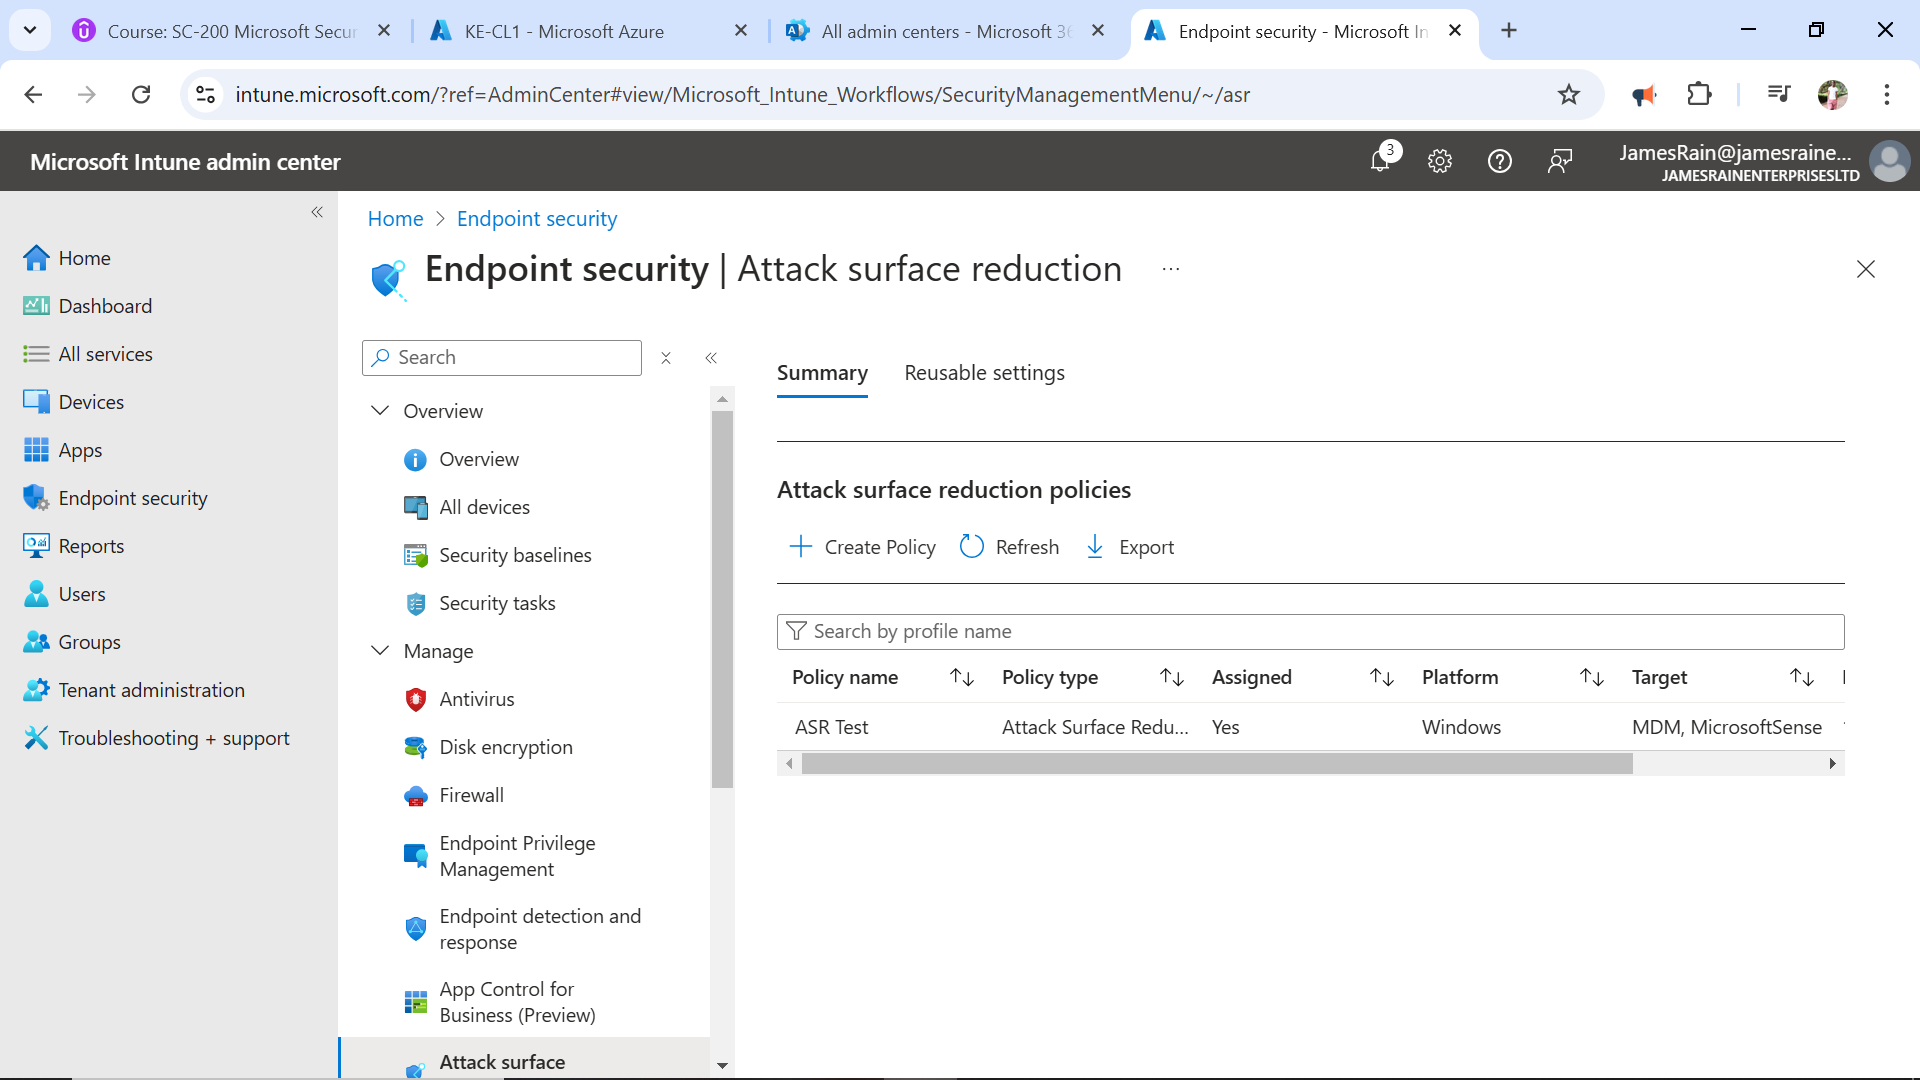 Course: SC-200 Microsoft Secur
KE-CL1 - Microsoft Azure
All admin centers - Microsoft 36
Endpoint security - Microsoft In
intune.microsoft.com/?ref=AdminCenter#view/Microsoft_Intune_Workflows/SecurityManagementMenu/~/asr
Microsoft Intune admin center
3
JamesRain@jamesraine...
JAMESRAINENTERPRISESLTD
Home
Dashboard
All services
Devices
Apps
Endpoint security
Reports
Users
Groups
Tenant administration
Troubleshooting + support
Home > Endpoint security
Endpoint security | Attack surface reduction ...
Search
Overview
Overview
All devices
Security baselines
Security tasks
Manage
Antivirus
Disk encryption
Firewall
Endpoint Privilege
Management
Endpoint detection and
response
App Control for
Business (Preview)
Attack surface
Summary Reusable settings
Attack surface reduction policies
Create Policy Refresh Export
Search by profile name
Policy name Policy type Assigned Platform Target
ASR Test Attack Surface Redu... Yes Windows MDM, MicrosoftSense